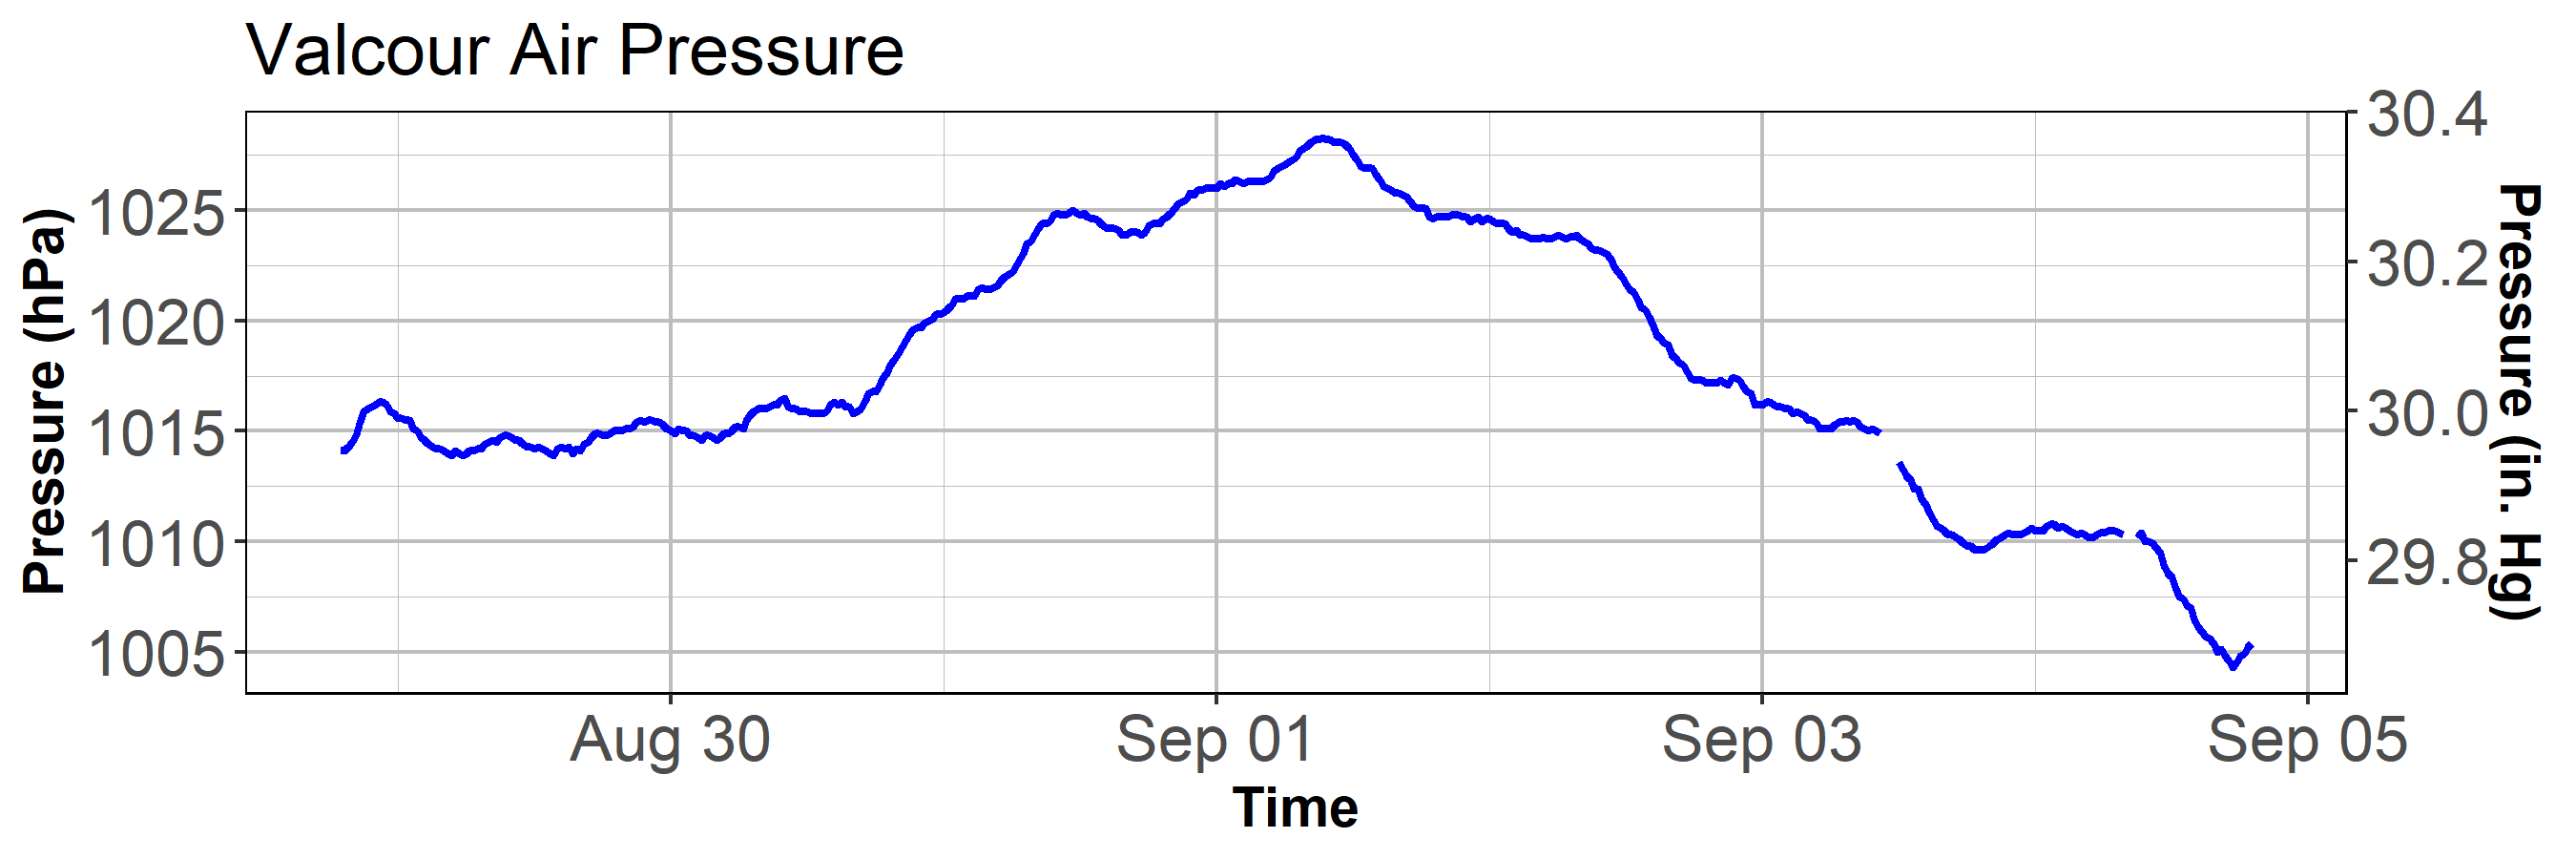 Valcour Air Pressure
Pressure (hPa)
1025
1020
1015
1010
1005
30.4
30.2
30.0
29.8
Pressure (in. Hg)
Aug 30
Sep 01
Sep 03
Sep 05
Time